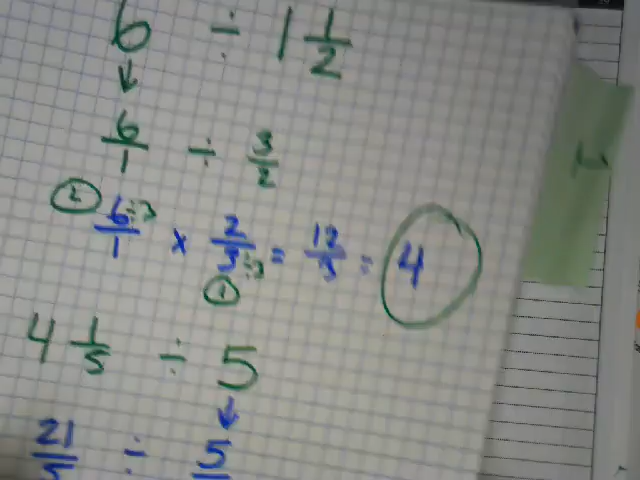 6 ÷ 1 1/2
↓
6/1 ÷ 3/2
② 6÷3/1 × 2/3÷3 = 12/3 = 4
①
4 1/5 ÷ 5
↓
21/5 ÷ 5